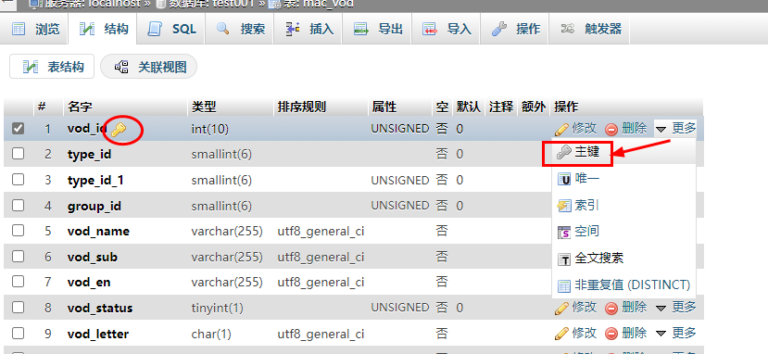 服务器: localhost » 数据库: test001 » 表: mac_vod
浏览 结构 SQL 搜索 插入 导出 导入 操作 触发器
表结构 关联视图
# 名字 类型 排序规则 属性 空 默认 注释 额外 操作
1 vod_id int(10) UNSIGNED 否 0 修改 删除 更多
2 type_id smallint(6) 否 0 主键
3 type_id_1 smallint(6) UNSIGNED 否 0 唯一
4 group_id smallint(6) UNSIGNED 否 0 索引
5 vod_name varchar(255) utf8_general_ci 否 空间
6 vod_sub varchar(255) utf8_general_ci 否 全文搜索
7 vod_en varchar(255) utf8_general_ci 否 非重复值 (DISTINCT)
8 vod_status tinyint(1) UNSIGNED 否 0 修改 删除 更多
9 vod_letter char(1) utf8_general_ci 否 修改 删除 更多